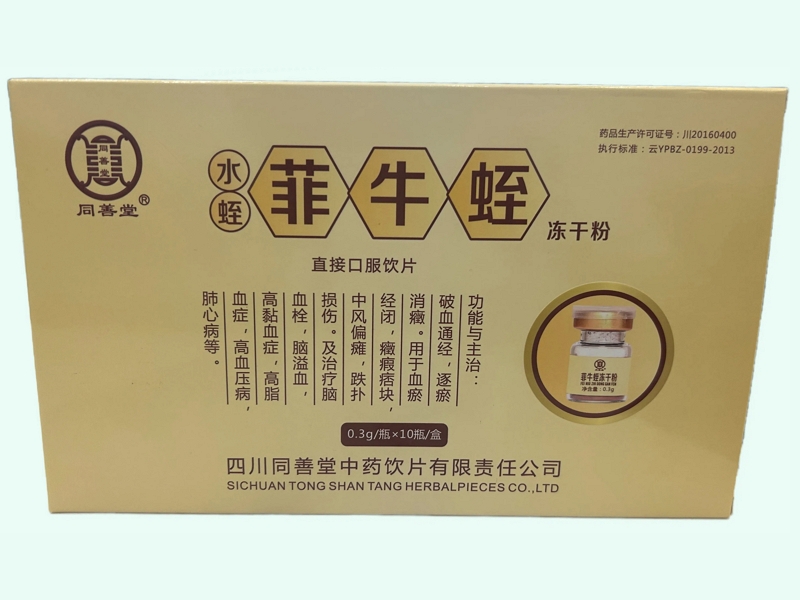 同善堂
同善堂®
药品生产许可证号：川20160400
执行标准：云YPBZ-0199-2013
水蛭
菲牛蛭
冻干粉
直接口服饮片
功能与主治：
破血通经，逐瘀
消癥。用于血瘀
经闭，癥瘕痞块，
中风偏瘫，跌扑
损伤。及治疗脑
血栓，脑溢血，
高黏血症，高脂
血症，高血压病，
肺心病等。
菲牛蛭冻干粉
净含量：0.3g
0.3g/瓶×10瓶/盒
四川同善堂中药饮片有限责任公司
SICHUAN TONG SHAN TANG HERBALPIECES CO.,LTD